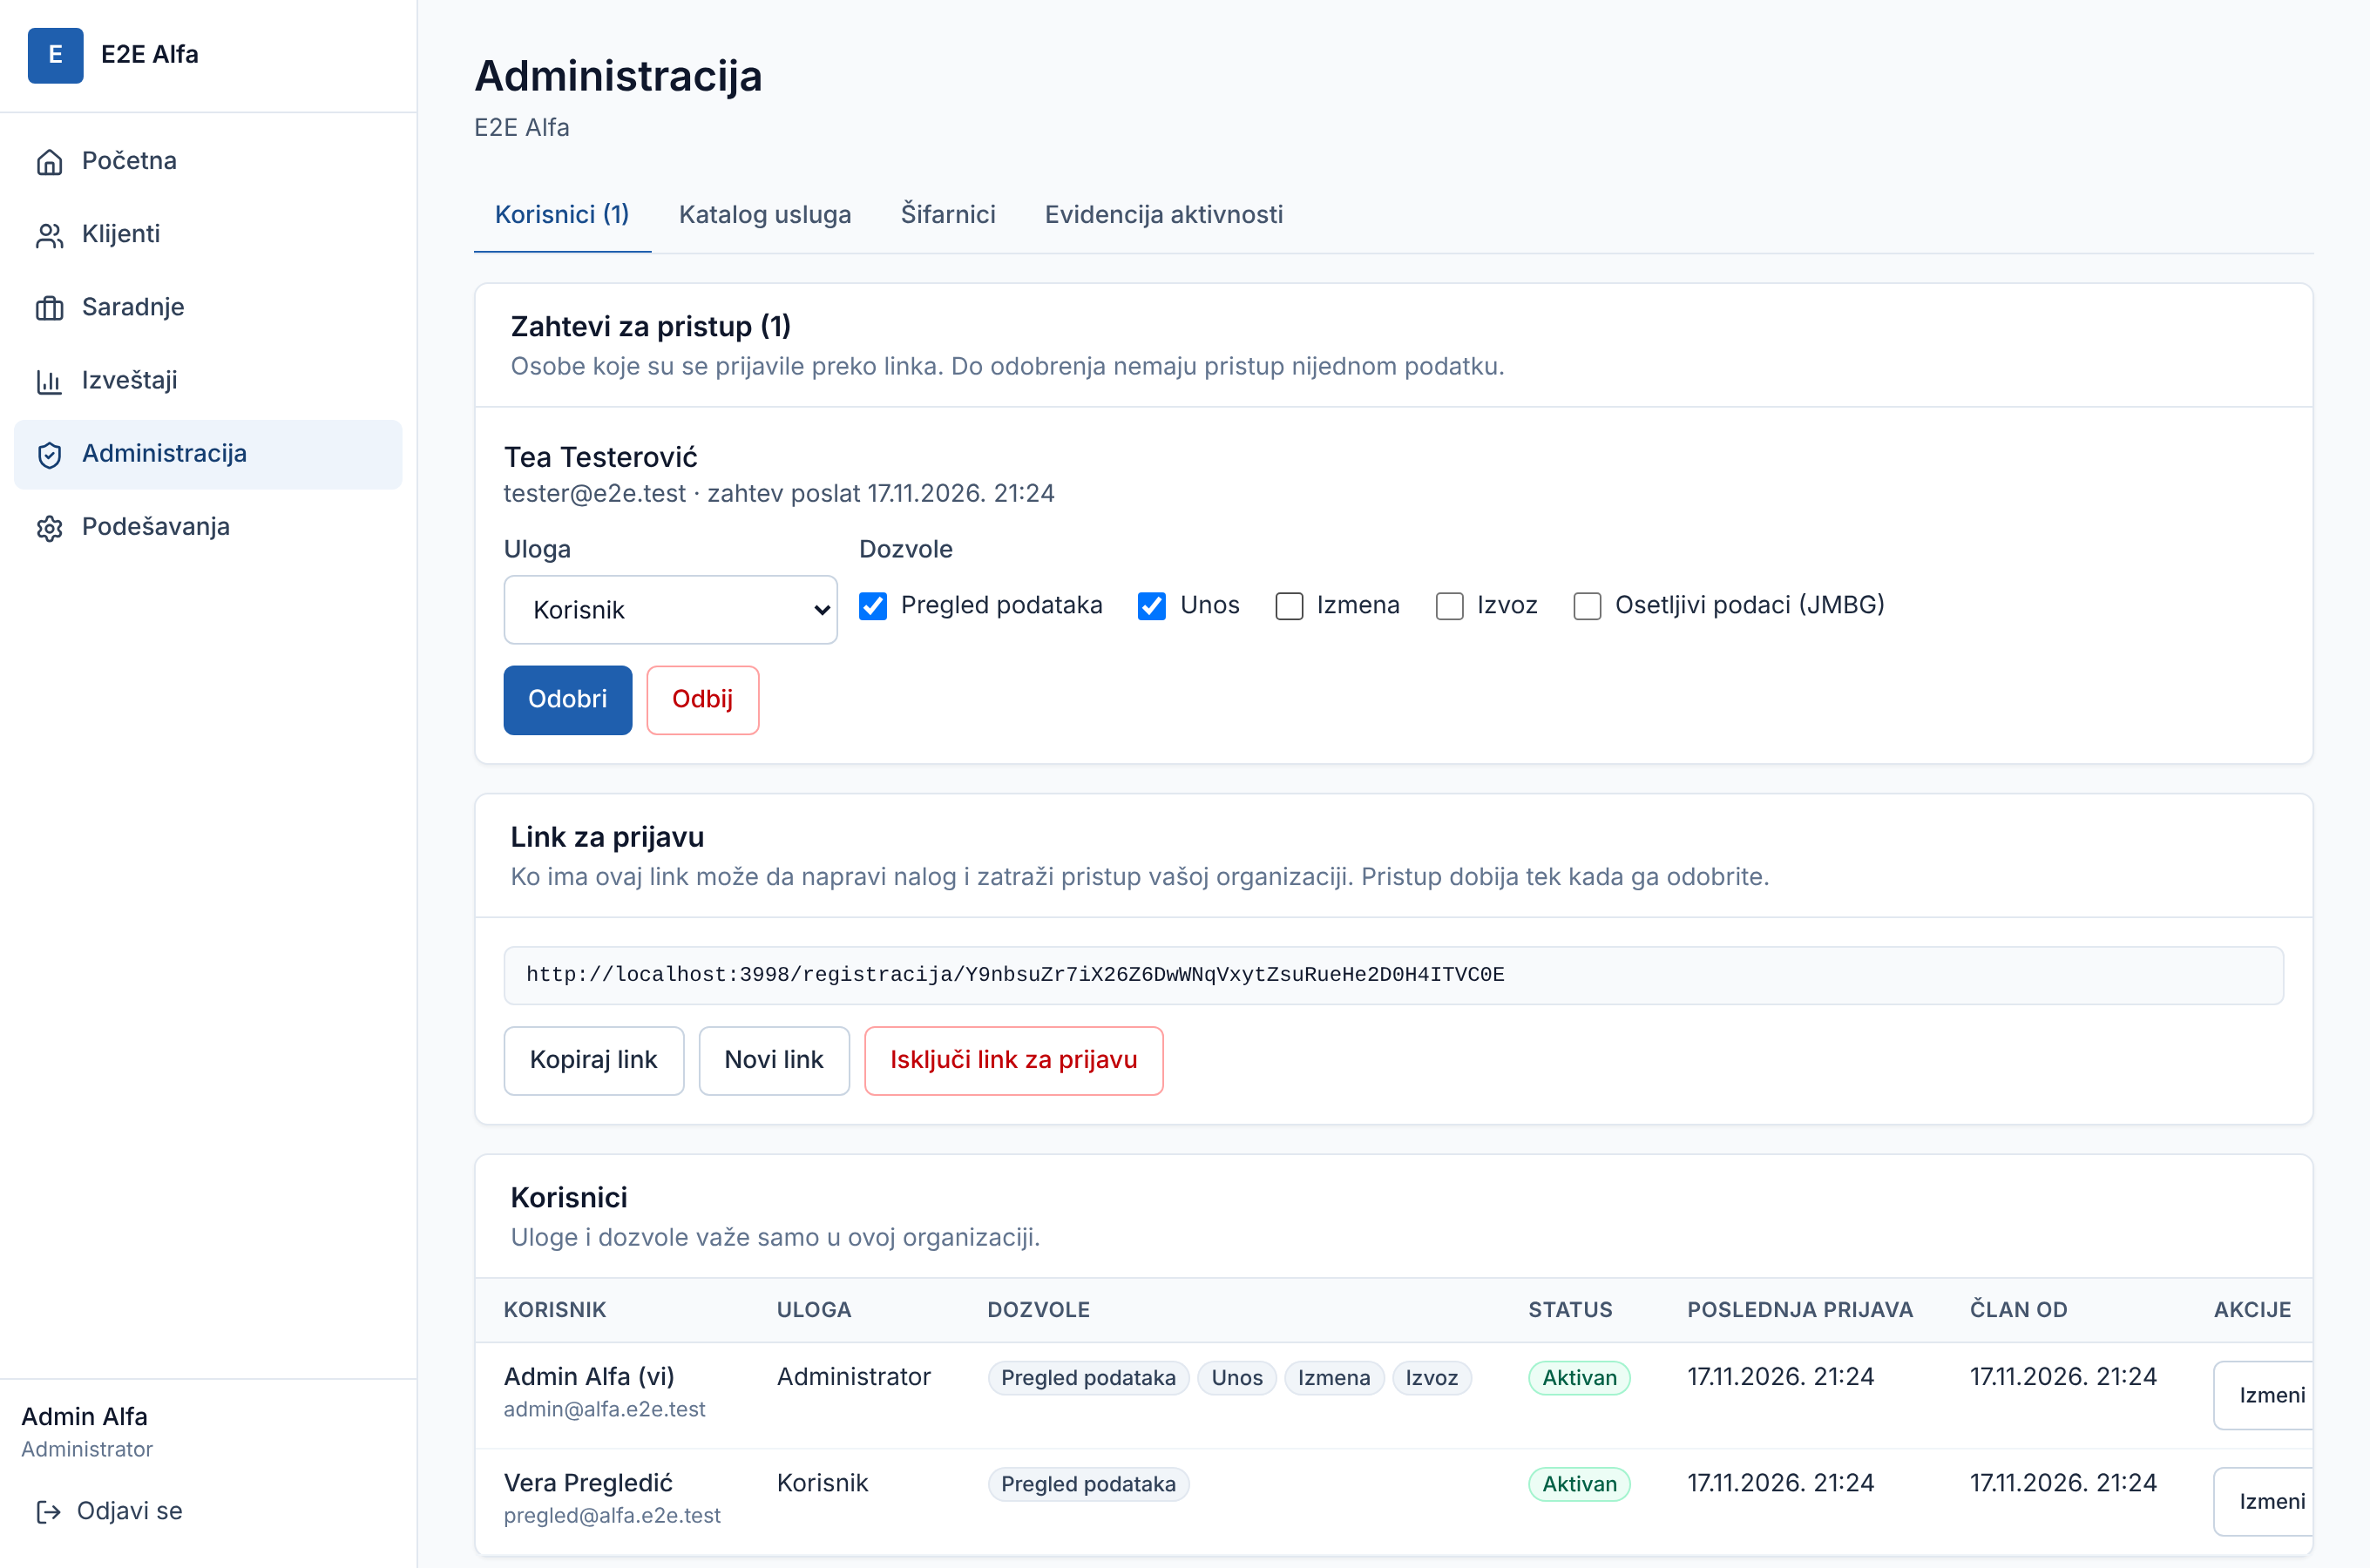 E
E2E Alfa
Početna
Klijenti
Saradnje
Izveštaji
Administracija
Podešavanja
Admin Alfa
Administrator
Odjavi se
Administracija
E2E Alfa
Korisnici (1)
Katalog usluga
Šifarnici
Evidencija aktivnosti
Zahtevi za pristup (1)
Osobe koje su se prijavile preko linka. Do odobrenja nemaju pristup nijednom podatku.
Tea Testerović
tester@e2e.test · zahtev poslat 17.11.2026. 21:24
Uloga
Dozvole
Korisnik
Pregled podataka
Unos
Izmena
Izvoz
Osetljivi podaci (JMBG)
Odobri
Odbij
Link za prijavu
Ko ima ovaj link može da napravi nalog i zatraži pristup vašoj organizaciji. Pristup dobija tek kada ga odobrite.
http://localhost:3998/registracija/Y9nbsuZr7iX26Z6DwWNqVxytZsuRueHe2D0H4ITVC0E
Kopiraj link
Novi link
Isključi link za prijavu
Korisnici
Uloge i dozvole važe samo u ovoj organizaciji.
KORISNIK ULOGA DOZVOLE STATUS POSLEDNJA PRIJAVA ČLAN OD AKCIJE
Admin Alfa (vi) Administrator Pregled podataka Unos Izmena Izvoz Aktivan 17.11.2026. 21:24 17.11.2026. 21:24 Izmeni
admin@alfa.e2e.test
Vera Pregledić Korisnik Pregled podataka Aktivan 17.11.2026. 21:24 17.11.2026. 21:24 Izmeni
pregled@alfa.e2e.test